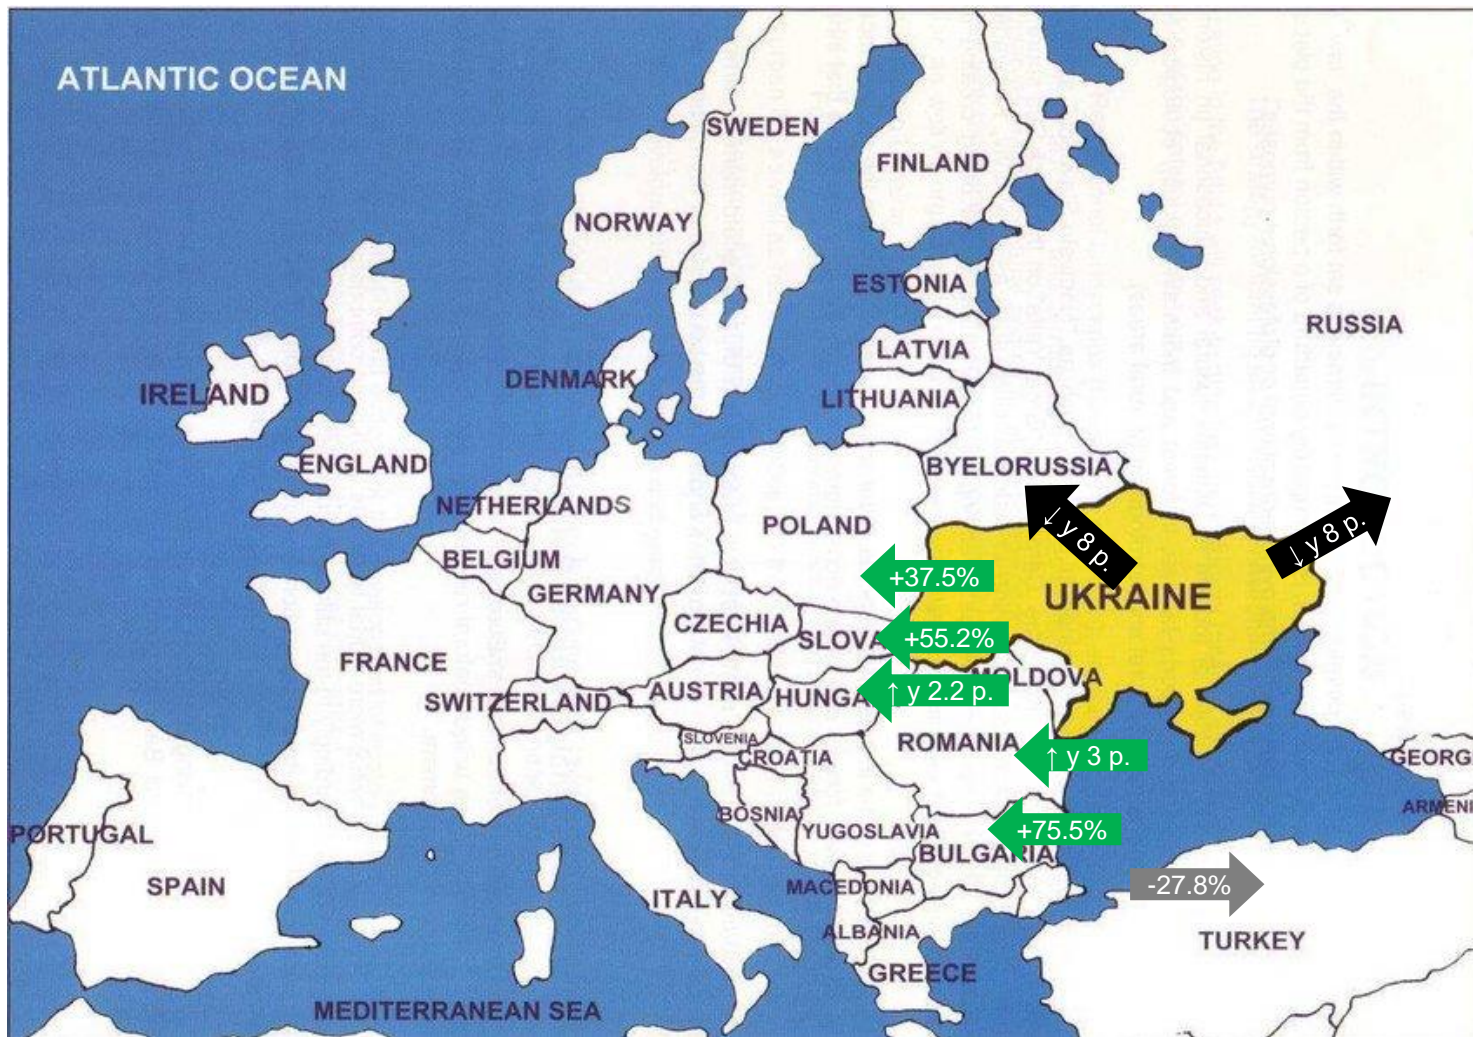 ATLANTIC OCEAN
SWEDEN
FINLAND
NORWAY
ESTONIA
RUSSIA
LATVIA
DENMARK
IRELAND
LITHUANIA
ENGLAND
BYELORUSSIA
NETHERLANDS
POLAND
↓ y 8 p.
↓ y 8 p.
BELGIUM
GERMANY
+37.5%
UKRAINE
CZECHIA
SLOVA
+55.2%
FRANCE
SWITZERLAND
AUSTRIA
HUNGA
↑ y 2.2 p.
MOLDOVA
SLOVENIA
CROATIA
ROMANIA
↑ y 3 p.
GEORG
BOSNIA
YUGOSLAVIA
+75.5%
ARMENI
PORTUGAL
BULGARIA
SPAIN
MACEDONIA
-27.8%
ITALY
ALBANIA
TURKEY
GREECE
MEDITERRANEAN SEA